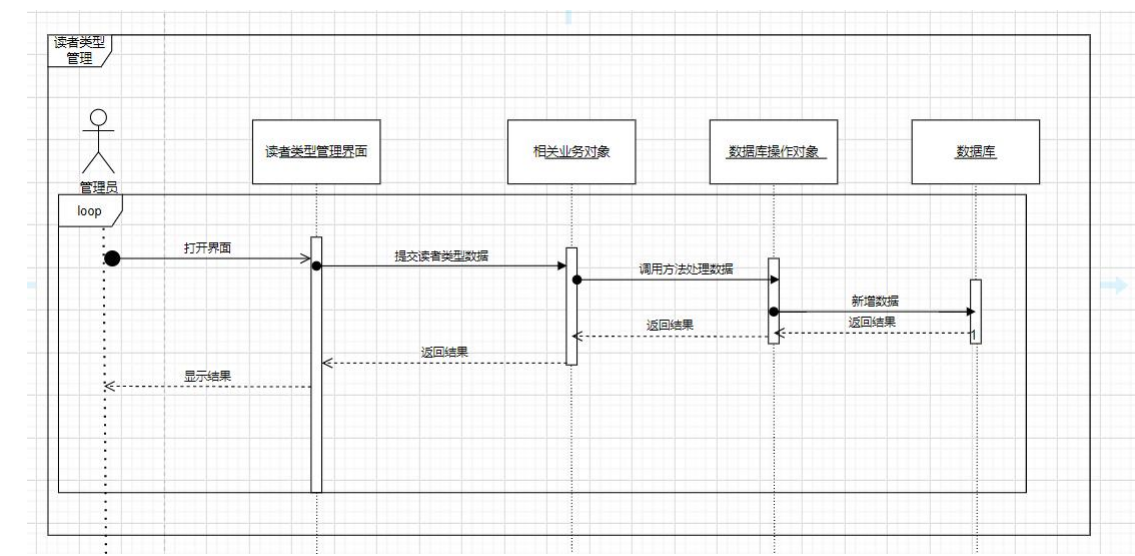 读者类型
管理
读者类型管理界面
相关业务对象
数据库操作对象
数据库
管理员
loop
打开界面
提交读者类型数据
调用方法处理数据
新增数据
返回结果
返回结果
返回结果
显示结果
1